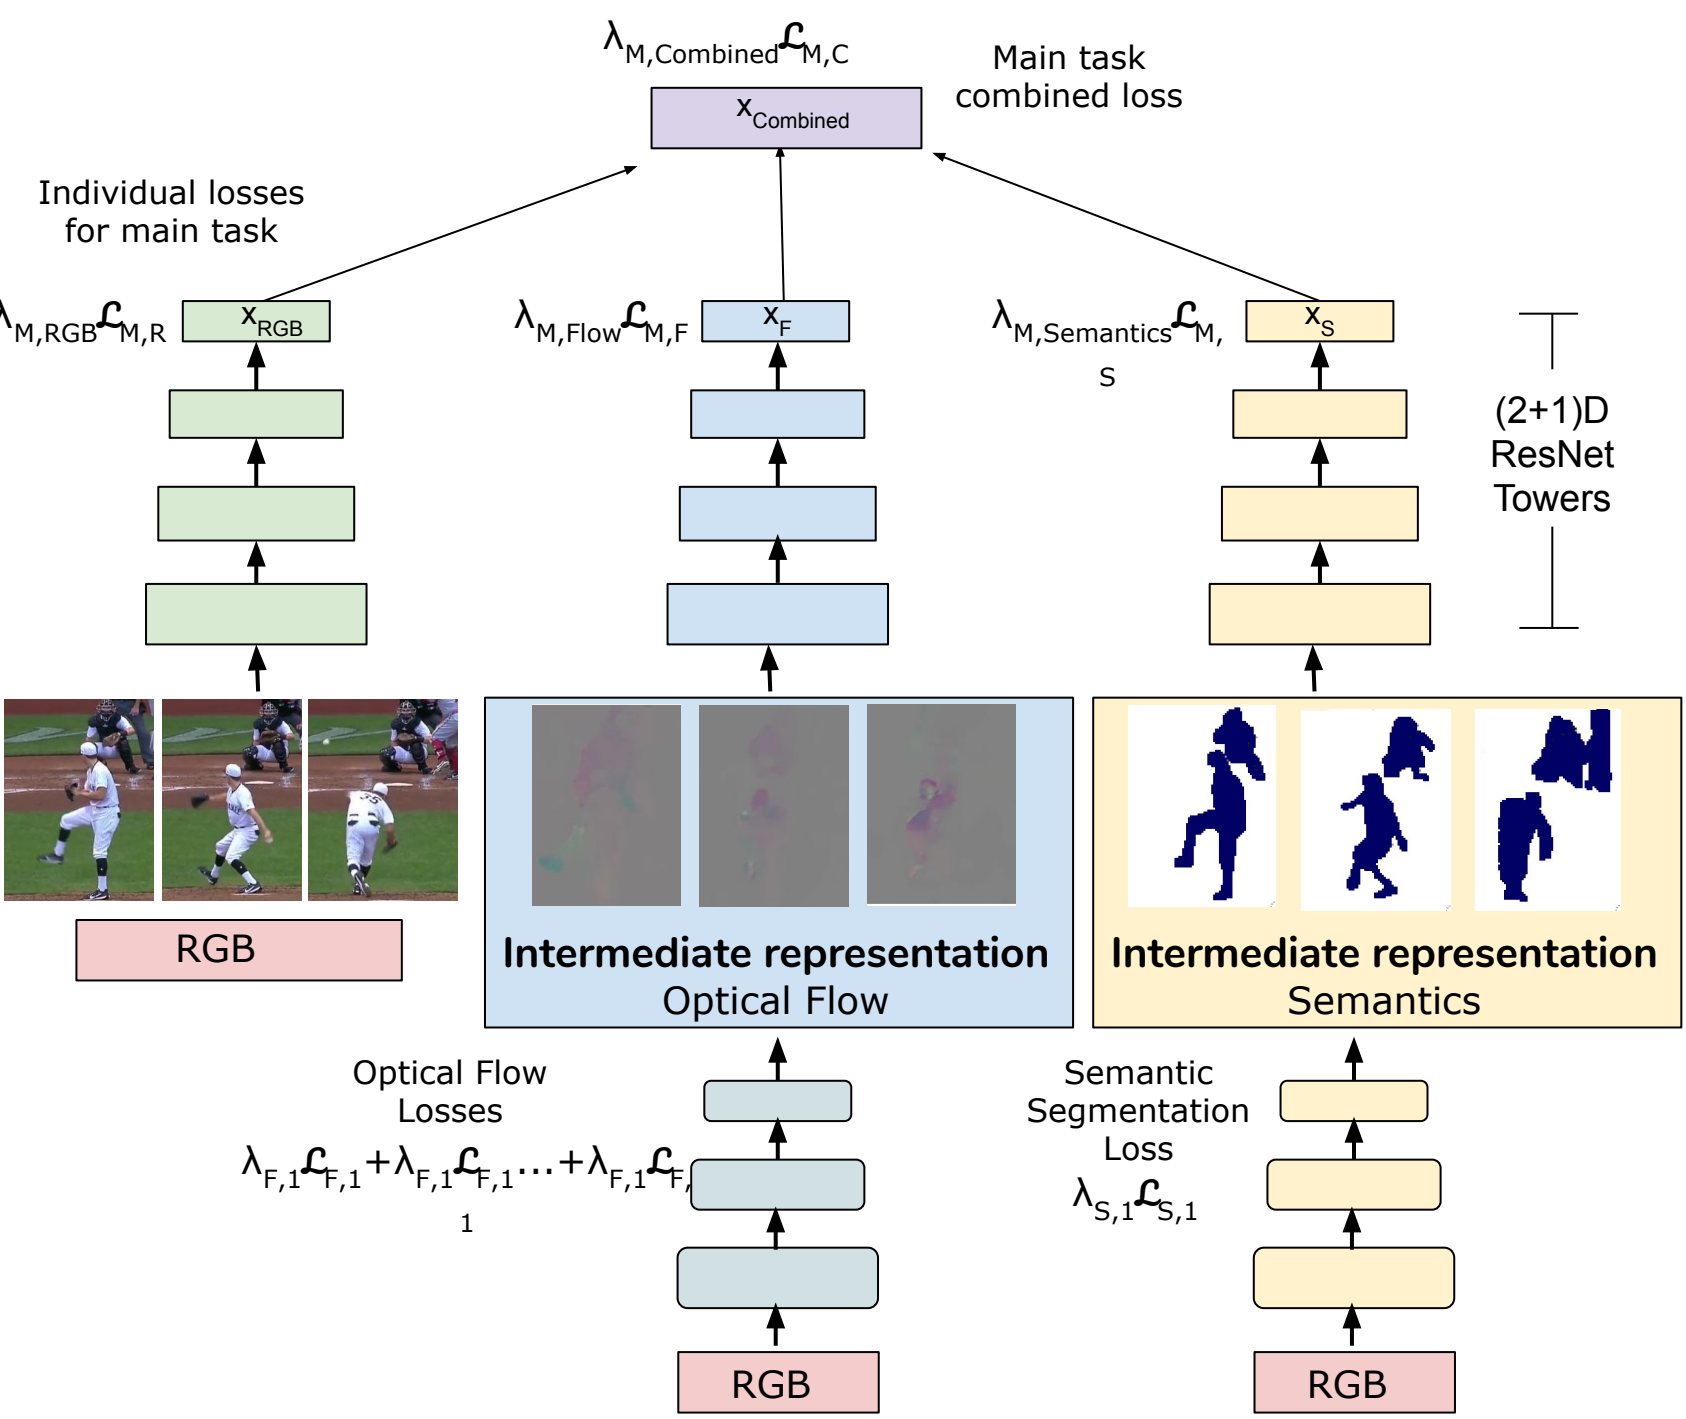 λM,CombinedℒM,C
Main task
combined loss
xCombined
Individual losses
for main task
λM,RGBℒM,R
xRGB
λM,FlowℒM,F
xF
λM,SemanticsℒM,
S
xS
(2+1)D
ResNet
Towers
35
RGB
Intermediate representation
Optical Flow
Intermediate representation
Semantics
Optical Flow
Losses
λF,1ℒF,1+λF,1ℒF,1...+λF,1ℒF,
1
Semantic
Segmentation
Loss
λS,1ℒS,1
RGB
RGB